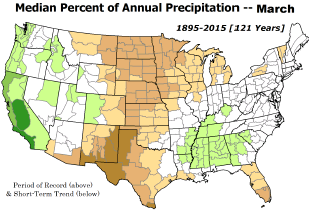 Median Percent of Annual Precipitation -- March
1895-2015 [121 Years]
Period of Record (above)
& Short-Term Trend (below)